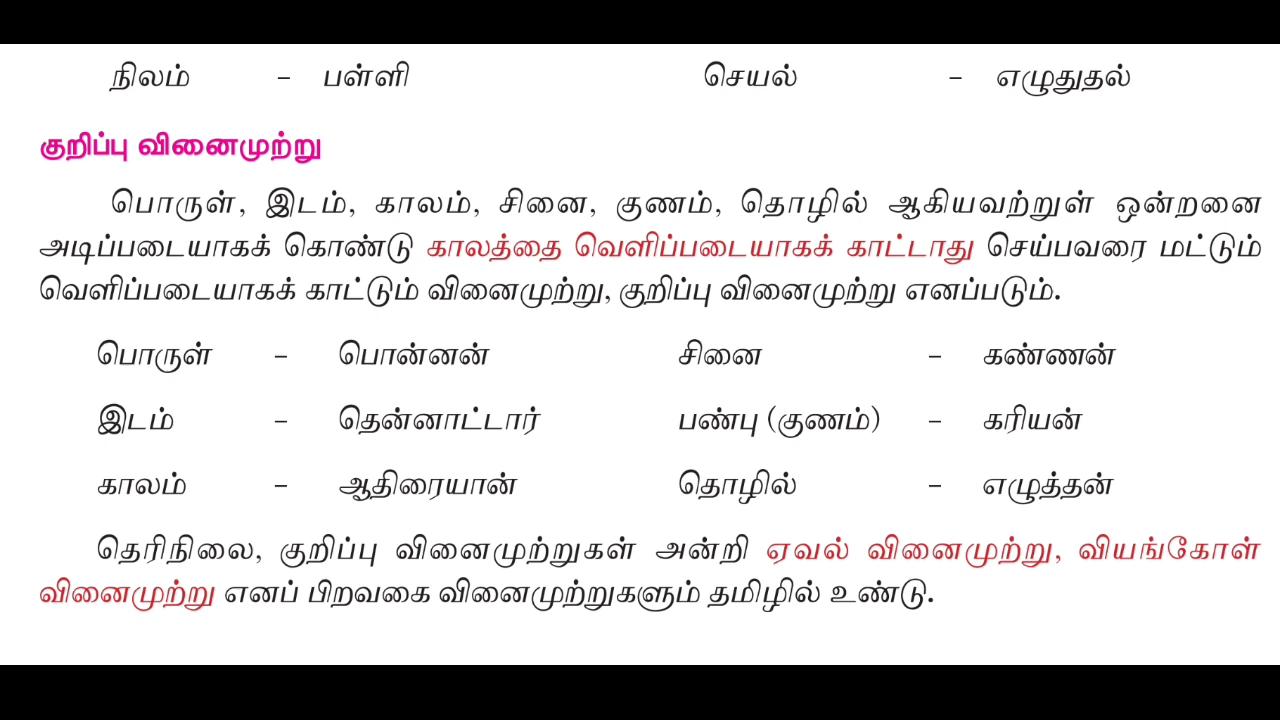 நிலம் – பள்ளி செயல் – எழுதுதல்
குறிப்பு வினைமுற்று
பொருள், இடம், காலம், சினை, குணம், தொழில் ஆகியவற்றுள் ஒன்றனை
அடிப்படையாகக் கொண்டு காலத்தை வெளிப்படையாகக் காட்டாது செய்பவரை மட்டும்
வெளிப்படையாகக் காட்டும் வினைமுற்று, குறிப்பு வினைமுற்று எனப்படும்.
பொருள் – பொன்னன் சினை – கண்ணன்
இடம் – தென்னாட்டார் பண்பு (குணம்) – கரியன்
காலம் – ஆதிரையான் தொழில் – எழுத்தன்
தெரிநிலை, குறிப்பு வினைமுற்றுகள் அன்றி ஏவல் வினைமுற்று, வியங்கோள்
வினைமுற்று எனப் பிறவகை வினைமுற்றுகளும் தமிழில் உண்டு.